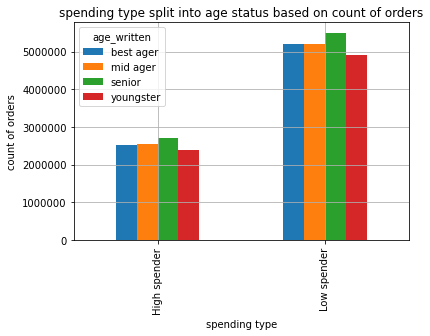 spending type split into age status based on count of orders
age_written
best ager
mid ager
senior
youngster
count of orders
5000000
4000000
3000000
2000000
1000000
0
High spender
Low spender
spending type